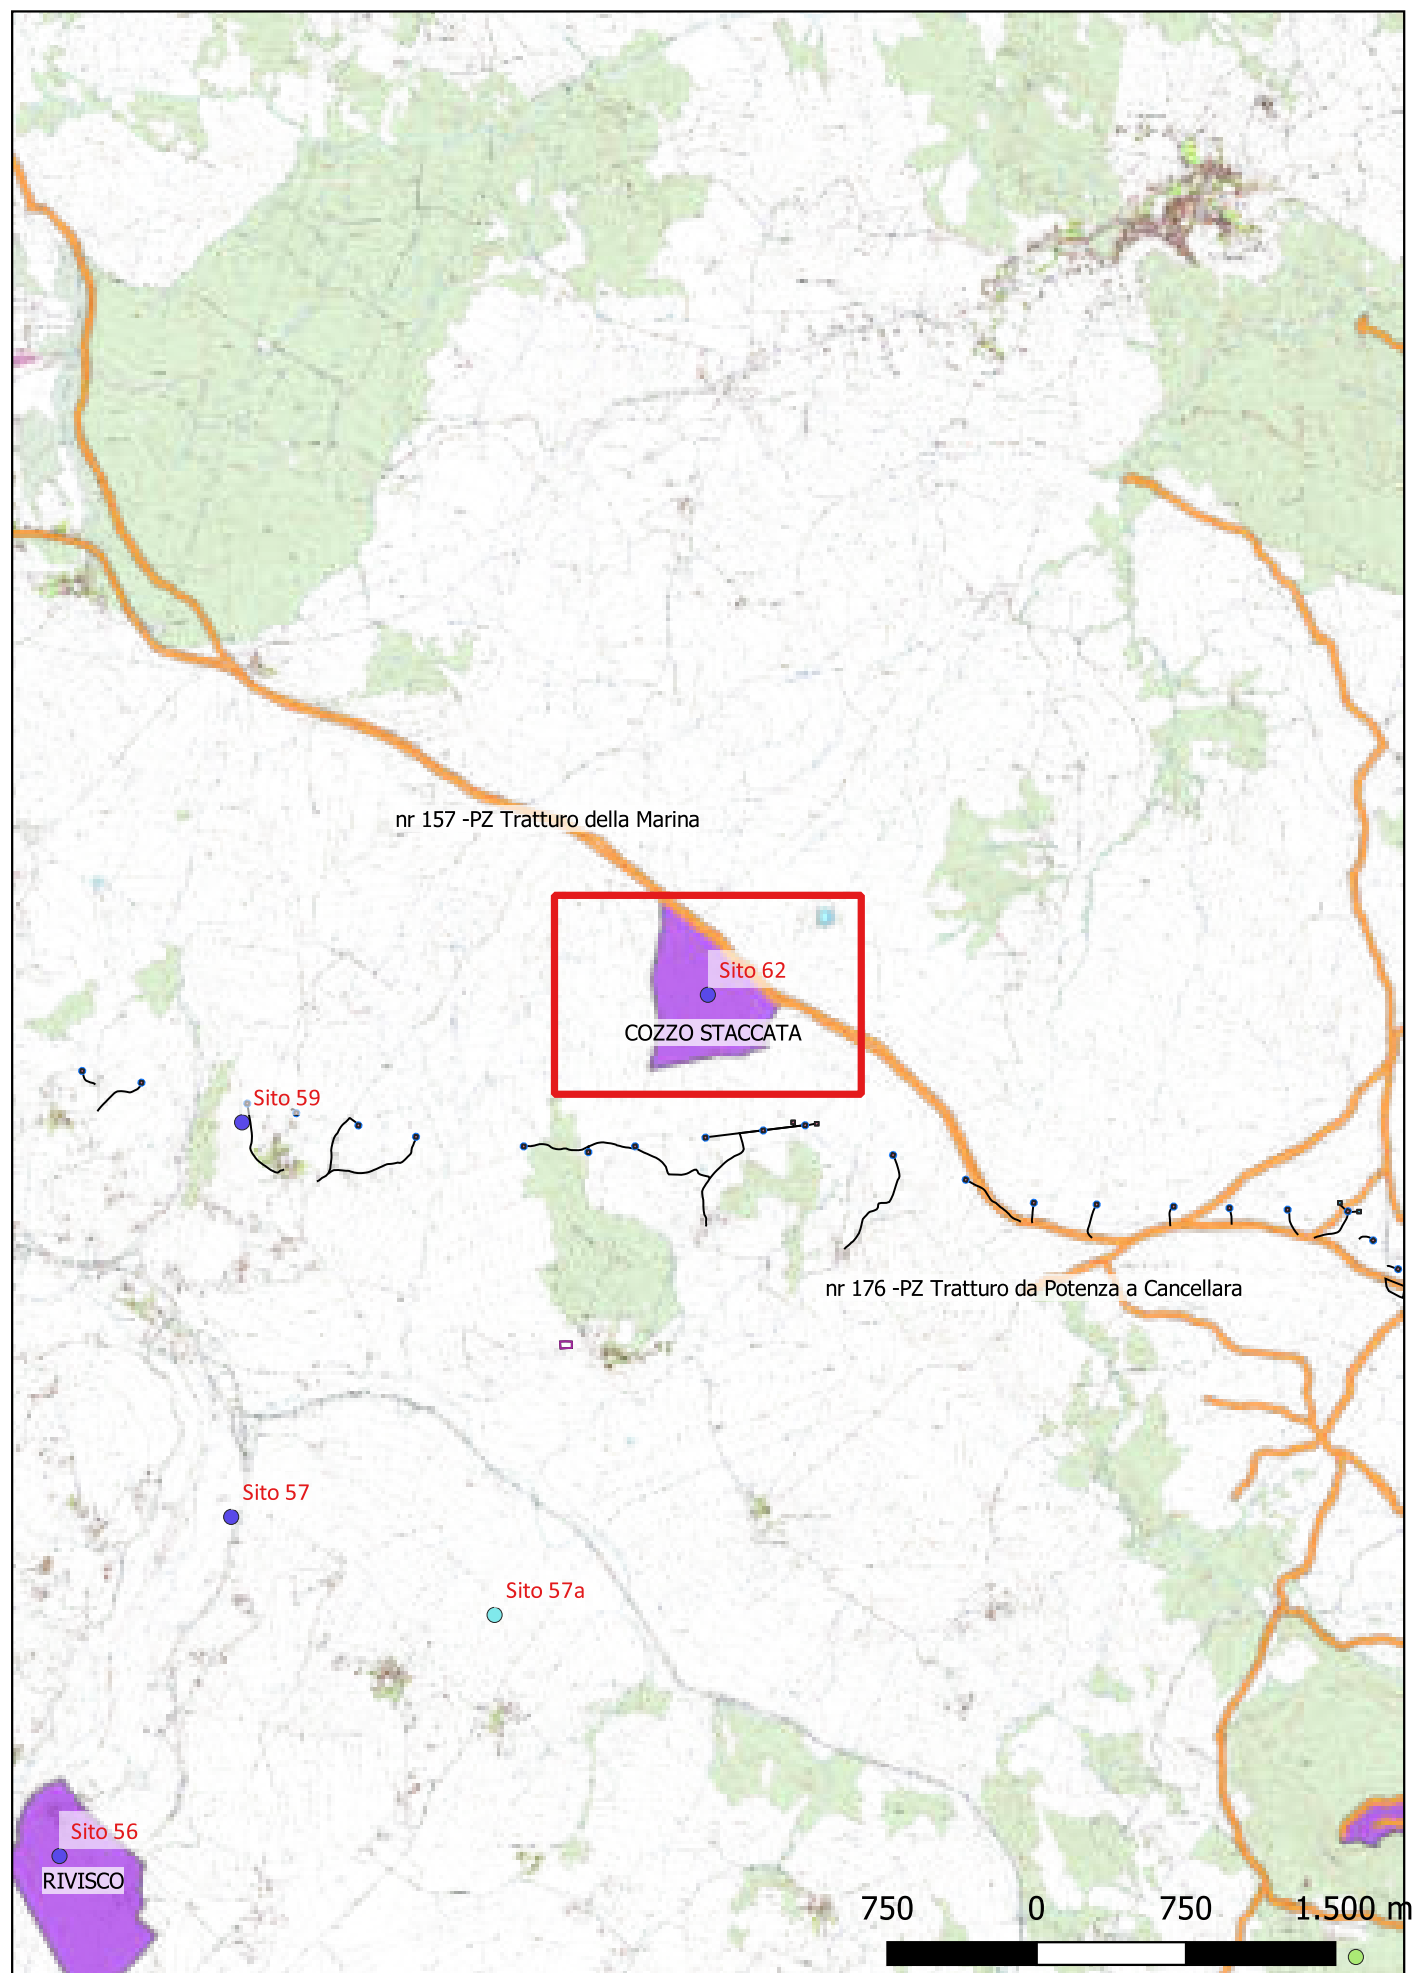 nr 157 -PZ Tratturo della Marina
Sito 62
COZZO STACCATA
Sito 59
nr 176 -PZ Tratturo da Potenza a Cancellara
Sito 57
Sito 57a
Sito 56
RIVISCO
750 0 750 1.500 m